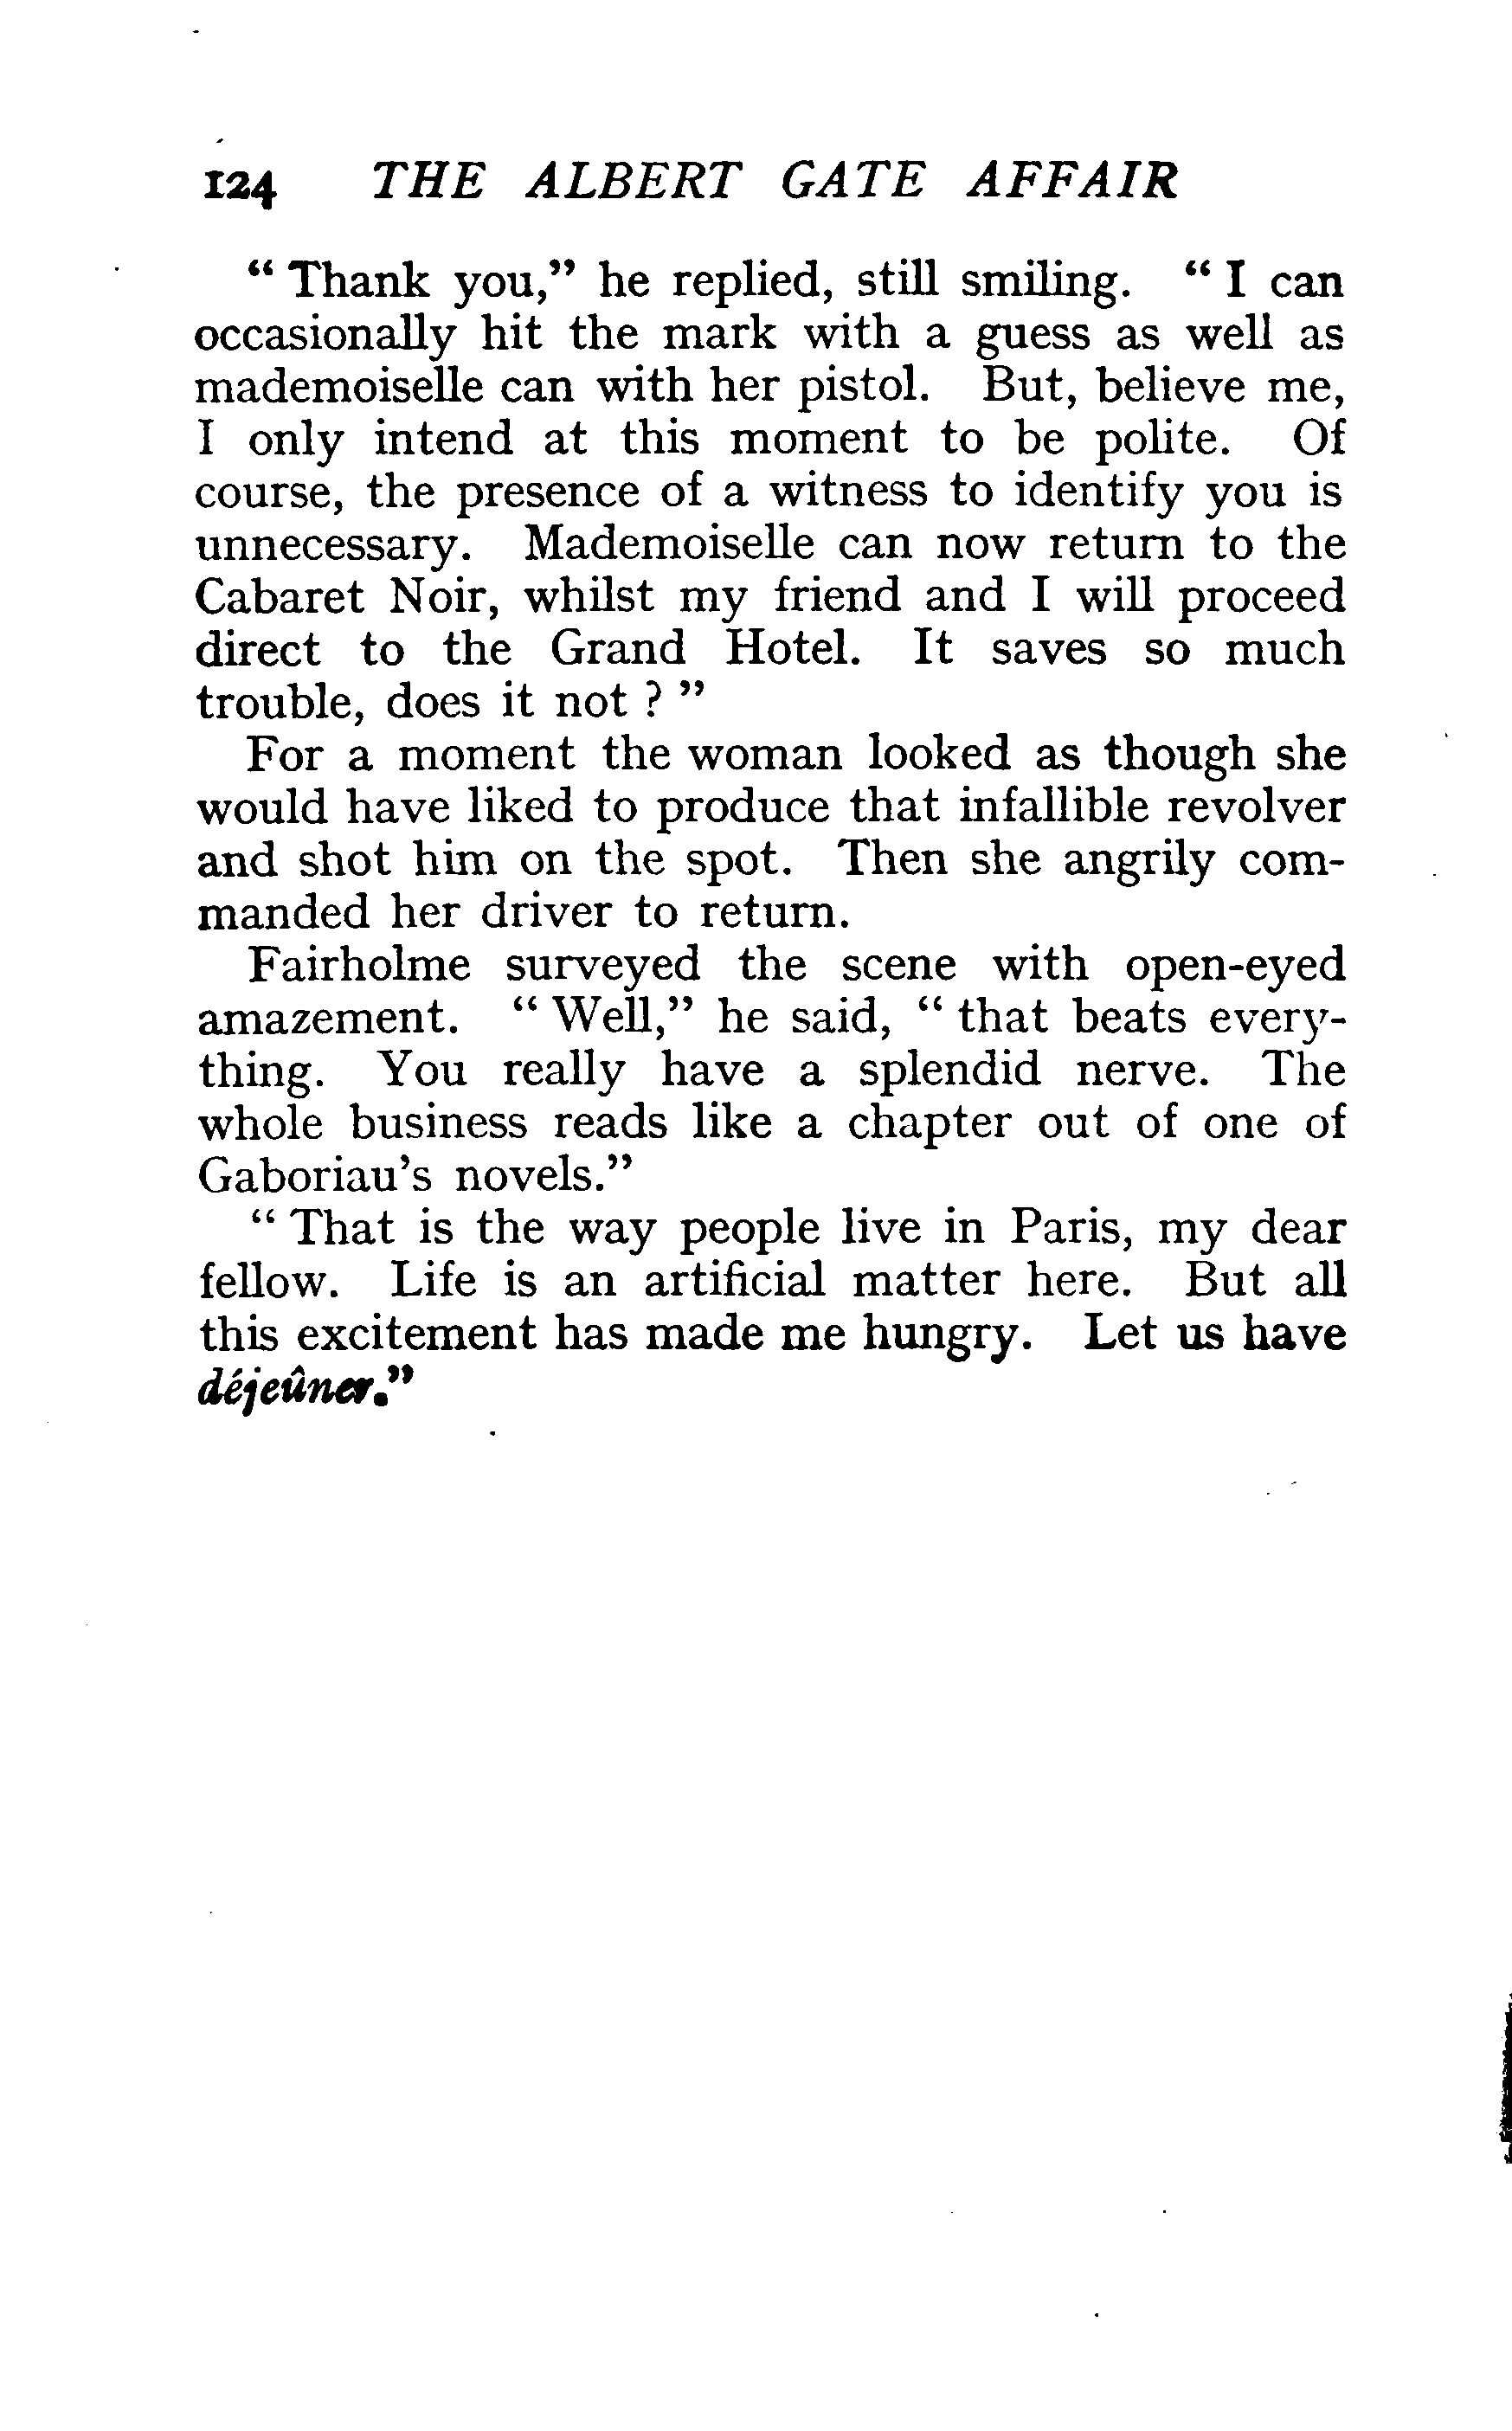 124 THE ALBERT GATE AFFAIR
" Thank you," he replied, still smiling. " I can
occasionally hit the mark with a guess as well as
mademoiselle can with her pistol. But, believe me,
I only intend at this moment to be polite. Of
course, the presence of a witness to identify you is
unnecessary. Mademoiselle can now return to the
Cabaret Noir, whilst my friend and I will proceed
direct to the Grand Hotel. It saves so much
trouble, does it not ? "
For a moment the woman looked as though she
would have liked to produce that infallible revolver
and shot him on the spot. Then she angrily com-
manded her driver to return.
Fairholme surveyed the scene with open-eyed
amazement. " Well," he said, " that beats every-
thing. You really have a splendid nerve. The
whole business reads like a chapter out of one of
Gaboriau's novels."
" That is the way people live in Paris, my dear
fellow. Life is an artificial matter here. But all
this excitement has made me hungry. Let us have
déjeûner."